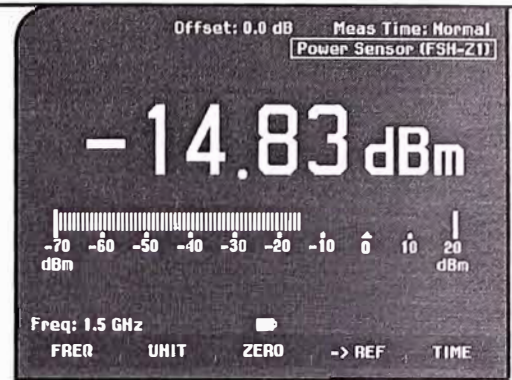 Offset: 0.0 dB Meas Time: Normal
Power Sensor (FSH-Z1)
-14.83 dBm
-70 -60 -50 -40 -30 -20 -10 0 10 20
dBm dBm
Freq: 1.5 GHz
FREQ UNIT ZERO -> REF TIME